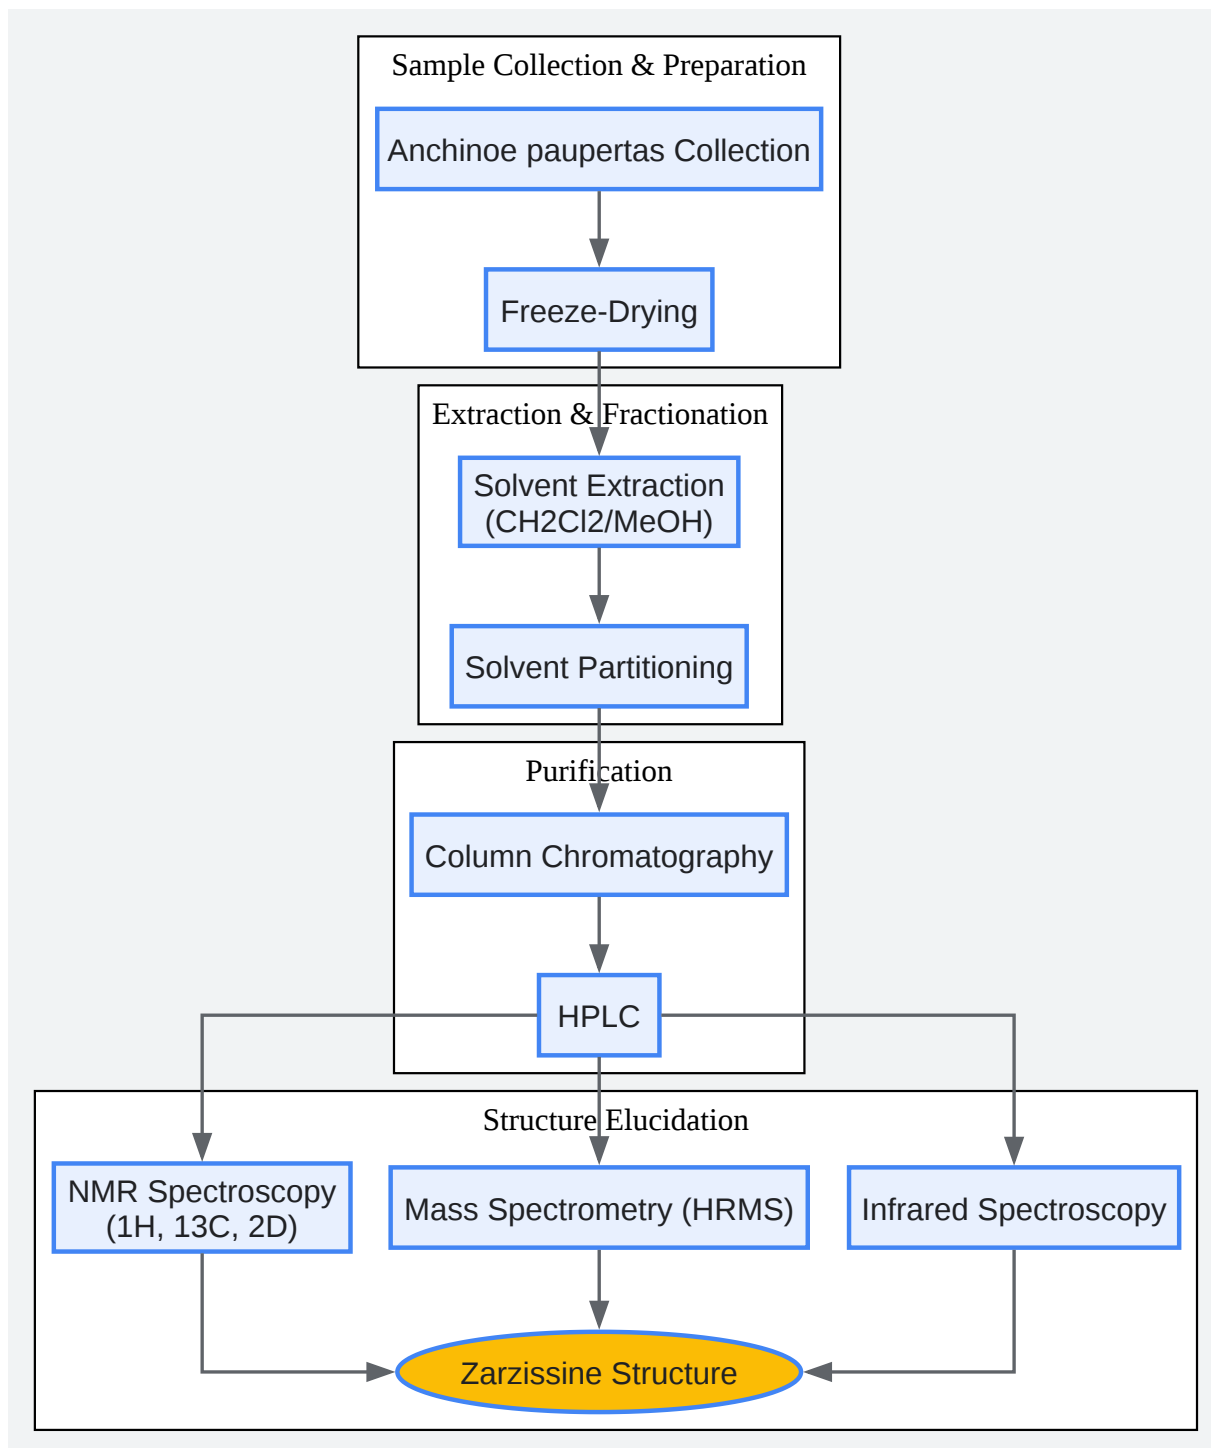 Sample Collection & Preparation
Anchinoe paupertas Collection
Freeze-Drying
Extraction & Fractionation
Solvent Extraction
(CH2Cl2/MeOH)
Solvent Partitioning
Purification
Column Chromatography
HPLC
Structure Elucidation
NMR Spectroscopy
(1H, 13C, 2D)
Mass Spectrometry (HRMS)
Infrared Spectroscopy
Zarzissine Structure